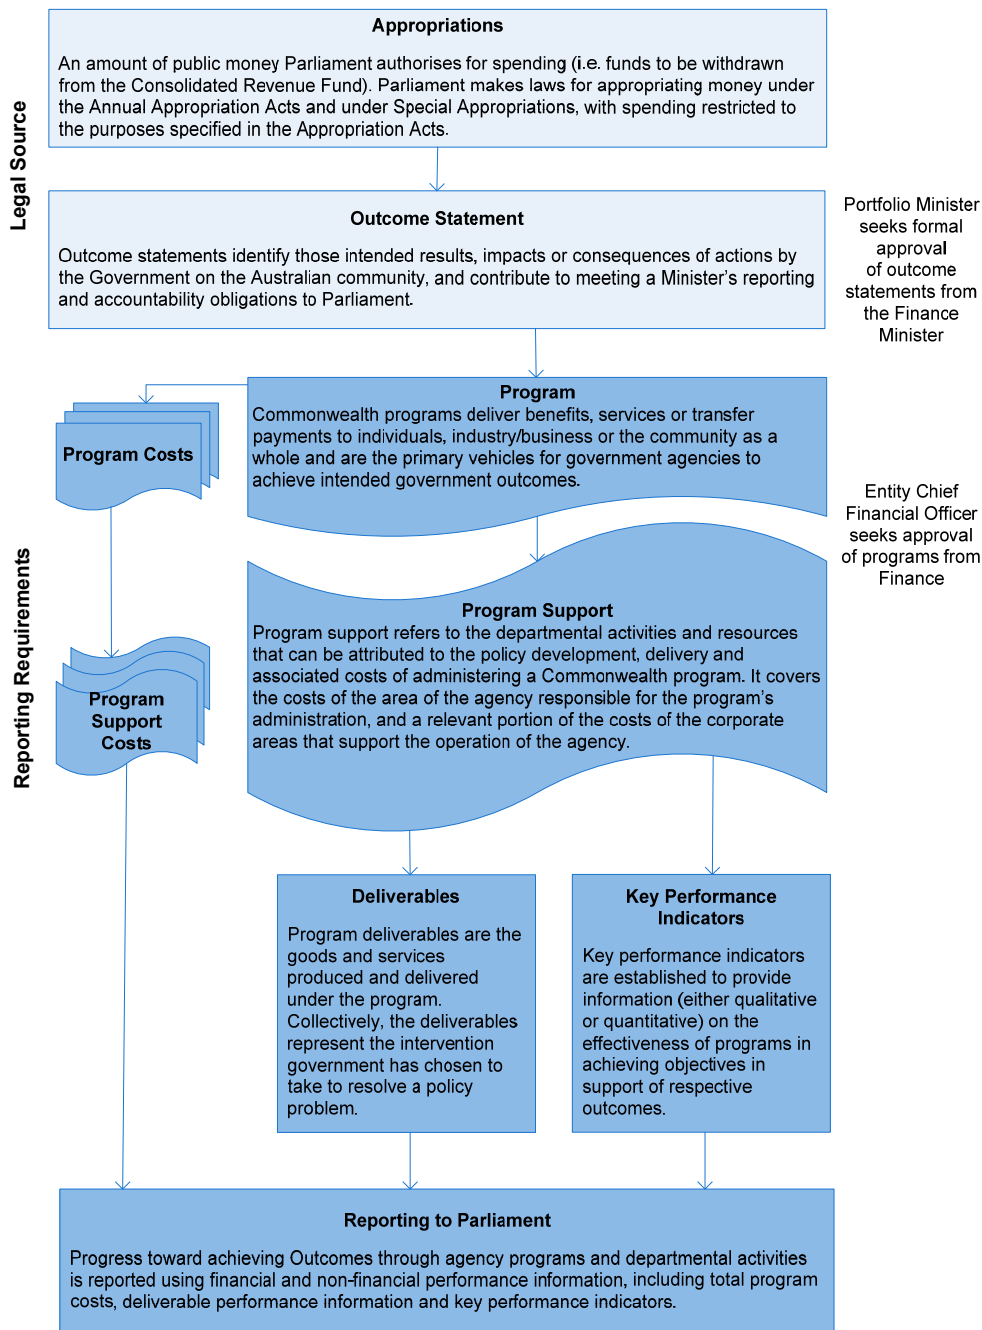 Appropriations
An amount of public money Parliament authorises for spending (i.e. funds to be withdrawn
from the Consolidated Revenue Fund). Parliament makes laws for appropriating money under
the Annual Appropriation Acts and under Special Appropriations, with spending restricted to
the purposes specified in the Appropriation Acts.
Legal Source
Outcome Statement
Outcome statements identify those intended results, impacts or consequences of actions by
the Government on the Australian community, and contribute to meeting a Minister's reporting
and accountability obligations to Parliament.
Portfolio Minister
seeks formal
approval
of outcome
statements from
the Finance
Minister
Program
Commonwealth programs deliver benefits, services or transfer
payments to individuals, industry/business or the community as a
whole and are the primary vehicles for government agencies to
achieve intended government outcomes.
Program Costs
Entity Chief
Financial Officer
seeks approval
of programs from
Finance
Reporting Requirements
Program Support
Program support refers to the departmental activities and resources
that can be attributed to the policy development, delivery and
associated costs of administering a Commonwealth program. It covers
the costs of the area of the agency responsible for the program's
administration, and a relevant portion of the costs of the corporate
areas that support the operation of the agency.
Program
Support
Costs
Deliverables
Program deliverables are the
goods and services
produced and delivered
under the program.
Collectively, the deliverables
represent the intervention
government has chosen to
take to resolve a policy
problem.
Key Performance
Indicators
Key performance indicators
are established to provide
information (either qualitative
or quantitative) on the
effectiveness of programs in
achieving objectives in
support of respective
outcomes.
Reporting to Parliament
Progress toward achieving Outcomes through agency programs and departmental activities
is reported using financial and non-financial performance information, including total program
costs, deliverable performance information and key performance indicators.